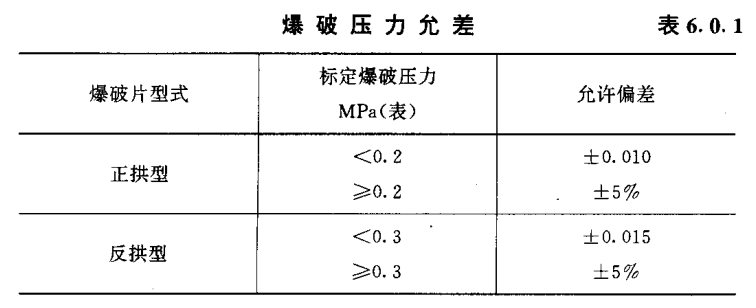 爆破压力允差 表6.0.1
爆破片型式 标定爆破压力 MPa(表) 允许偏差
正拱型 <0.2 ±0.010
≥0.2 ±5%
反拱型 <0.3 ±0.015
≥0.3 ±5%